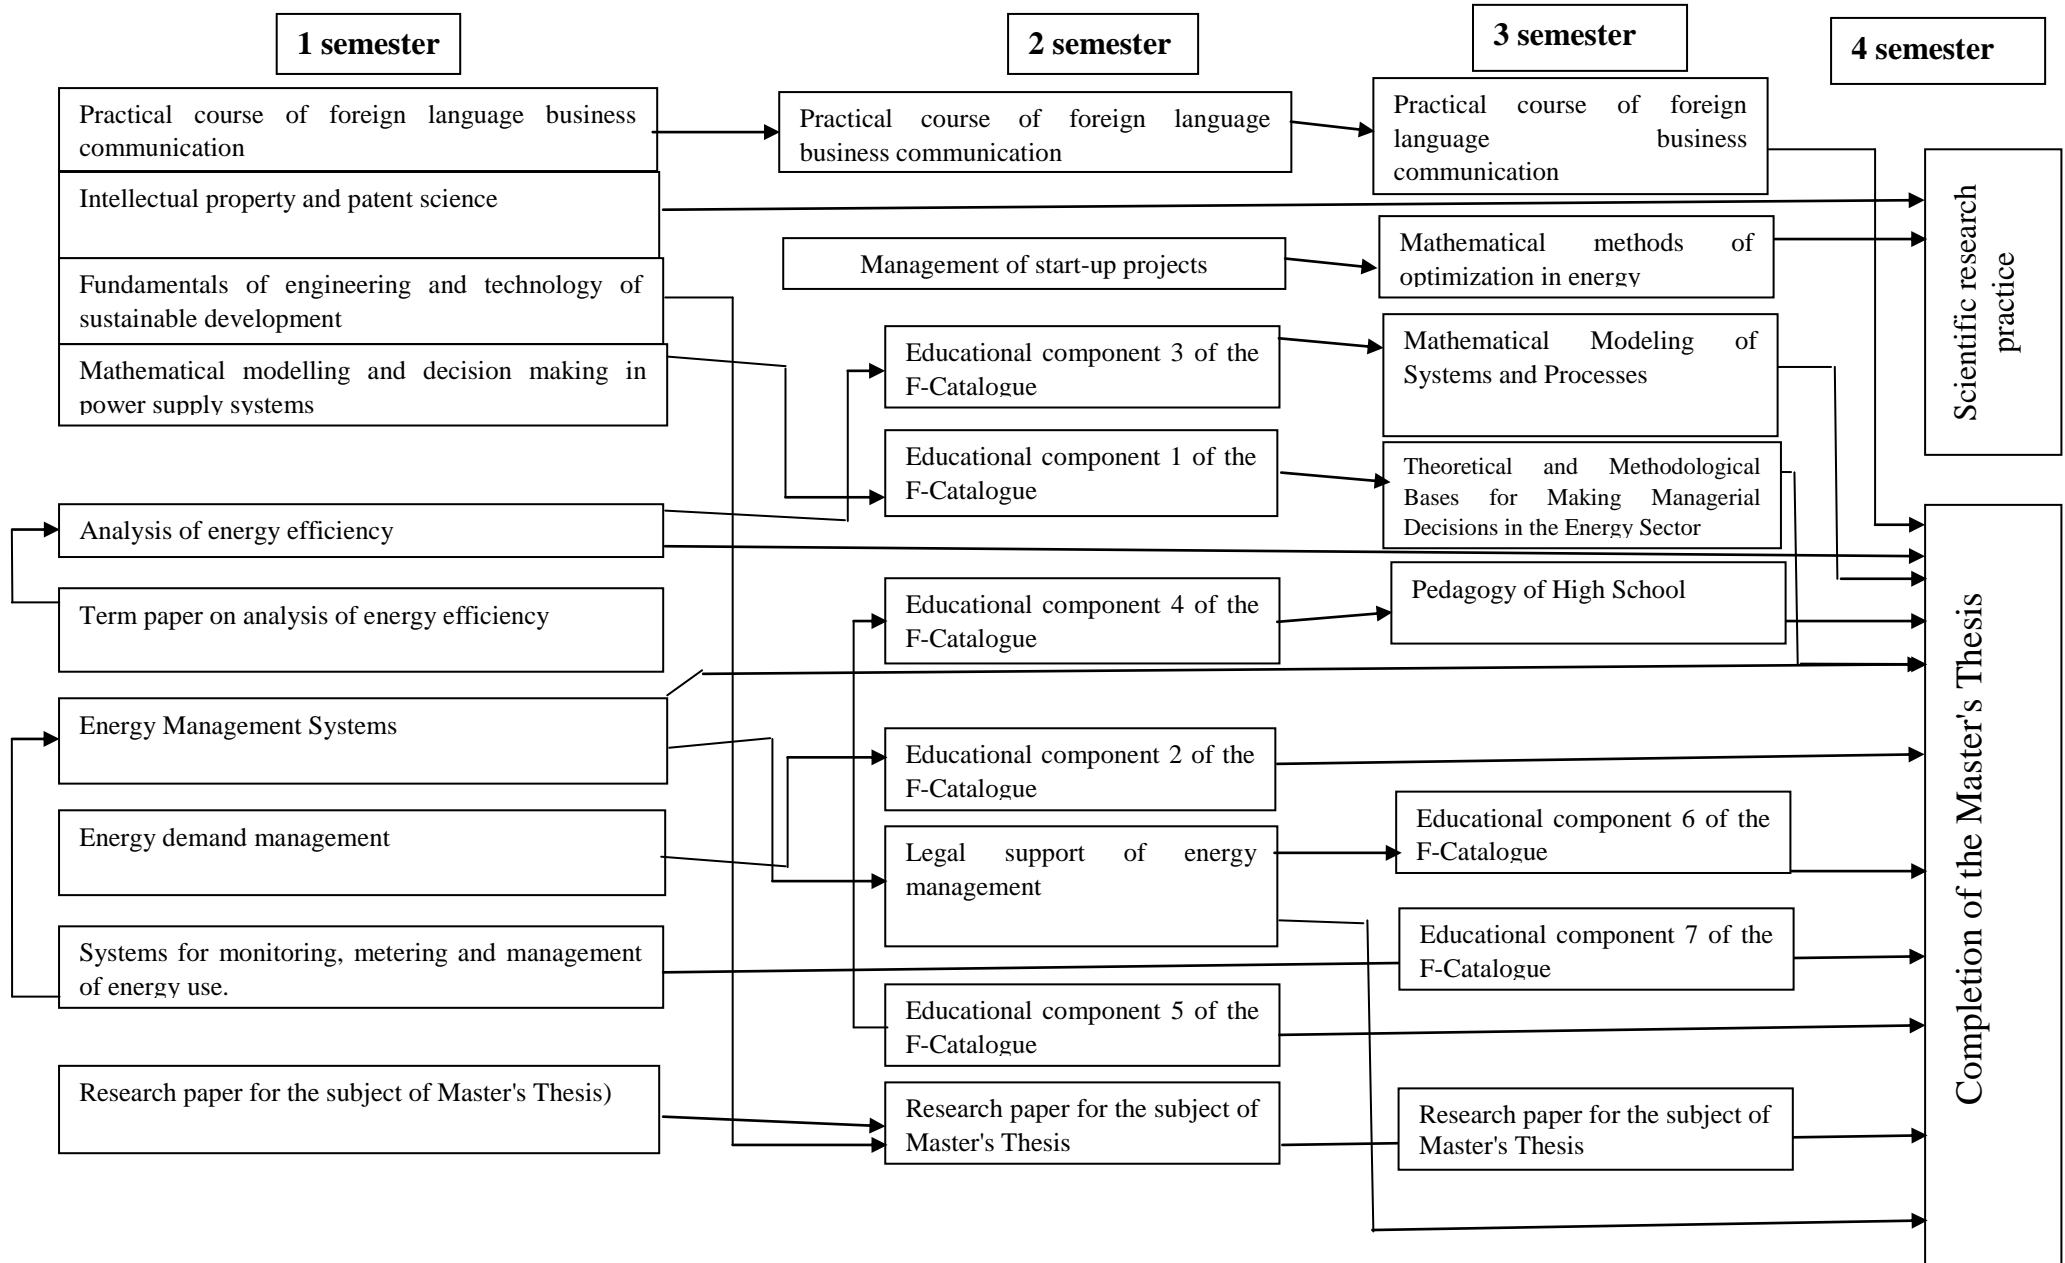 1 semester
2 semester
3 semester
4 semester
Practical course of foreign language business
communication
Intellectual property and patent science
Fundamentals of engineering and technology of
sustainable development
Mathematical modelling and decision making in
power supply systems
Analysis of energy efficiency
Term paper on analysis of energy efficiency
Energy Management Systems
Energy demand management
Systems for monitoring, metering and management
of energy use.
Research paper for the subject of Master's Thesis)
Practical course of foreign language
business communication
Management of start-up projects
Educational component 3 of the
F-Catalogue
Educational component 1 of the
F-Catalogue
Educational component 4 of the
F-Catalogue
Educational component 2 of the
F-Catalogue
Legal support of energy
management
Educational component 5 of the
F-Catalogue
Research paper for the subject of
Master's Thesis
Practical course of foreign
language business
communication
Mathematical methods of
optimization in energy
Mathematical Modeling of
Systems and Processes
Theoretical and Methodological
Bases for Making Managerial
Decisions in the Energy Sector
Pedagogy of High School
Educational component 6 of the
F-Catalogue
Educational component 7 of the
F-Catalogue
Research paper for the subject of
Master's Thesis
Scientific research
practice
Completion of the Master's Thesis